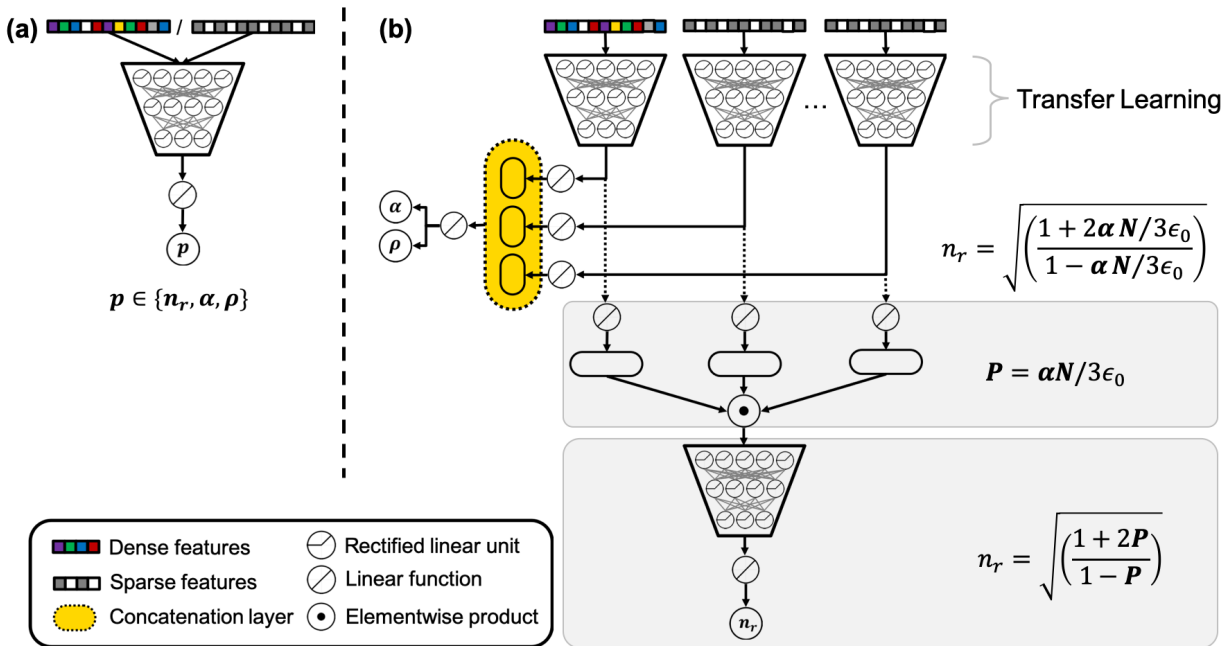 (a)
/
p
p ∈ {n_r, α, ρ}
(b)
...
Transfer Learning
α
ρ
n_r = √((1 + 2αN/3ϵ₀)/(1 − αN/3ϵ₀))
P = αN/3ϵ₀
n_r = √((1 + 2P)/(1 − P))
n_r
Dense features
Sparse features
Concatenation layer
Rectified linear unit
Linear function
Elementwise product